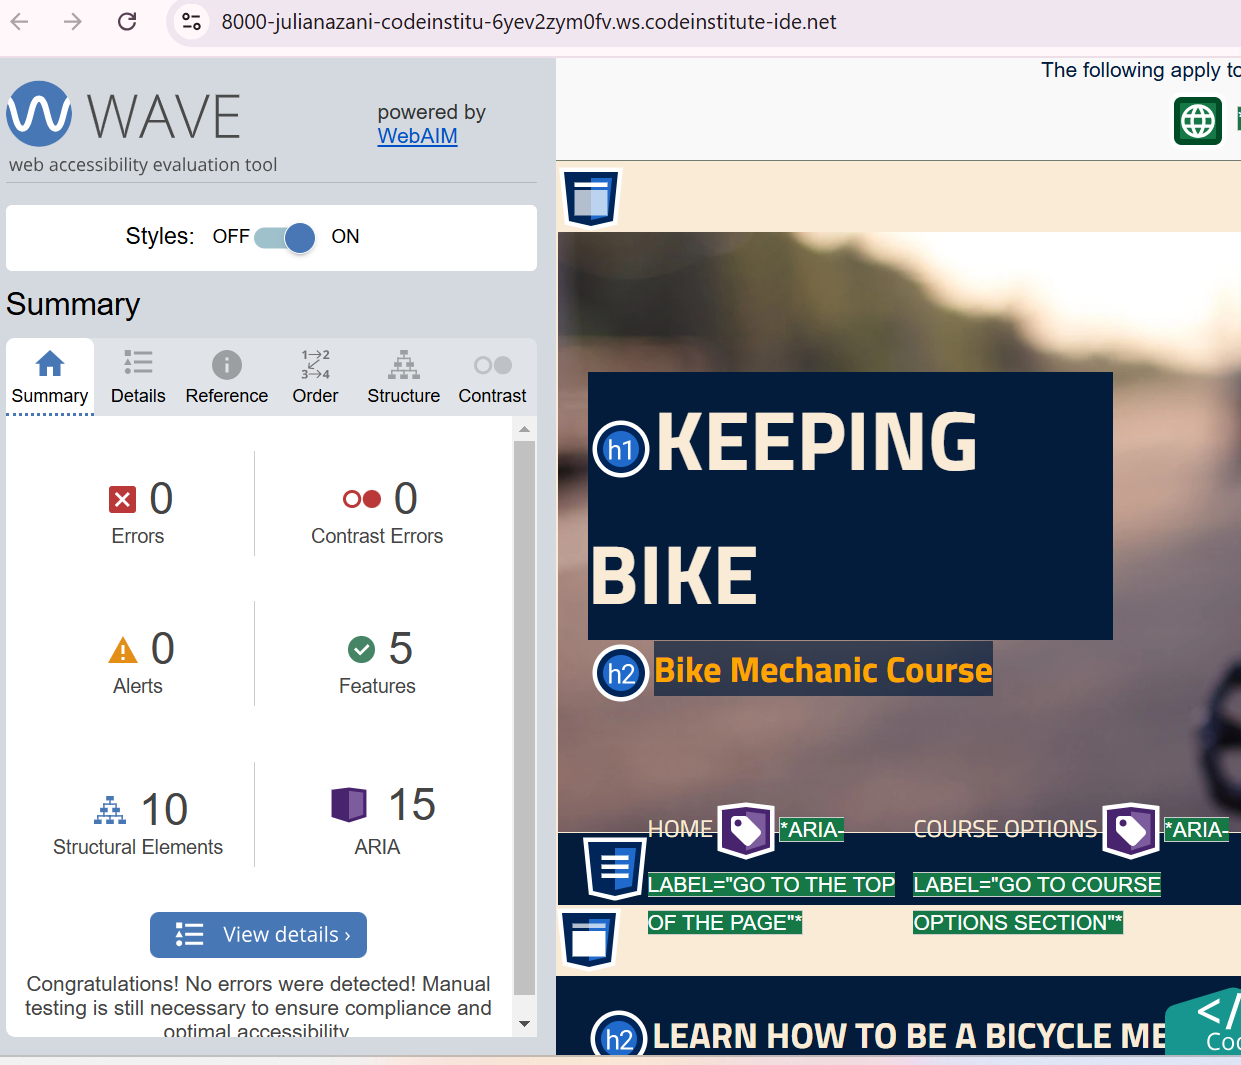 8000-julianazani-codeinstitu-6yev2zym0fv.ws.codeinstitute-ide.net
WAVE
web accessibility evaluation tool
powered by
WebAIM
Styles: OFF ON
Summary
Summary Details Reference Order Structure Contrast
0 Errors
0 Contrast Errors
0 Alerts
5 Features
10 Structural Elements
15 ARIA
View details ›
Congratulations! No errors were detected! Manual
testing is still necessary to ensure compliance and
optimal accessibility
The following apply to
h1 KEEPING
BIKE
h2 Bike Mechanic Course
HOME *ARIA-
LABEL="GO TO THE TOP
OF THE PAGE"*
COURSE OPTIONS *ARIA-
LABEL="GO TO COURSE
OPTIONS SECTION"*
h2 LEARN HOW TO BE A BICYCLE ME
</
Coc